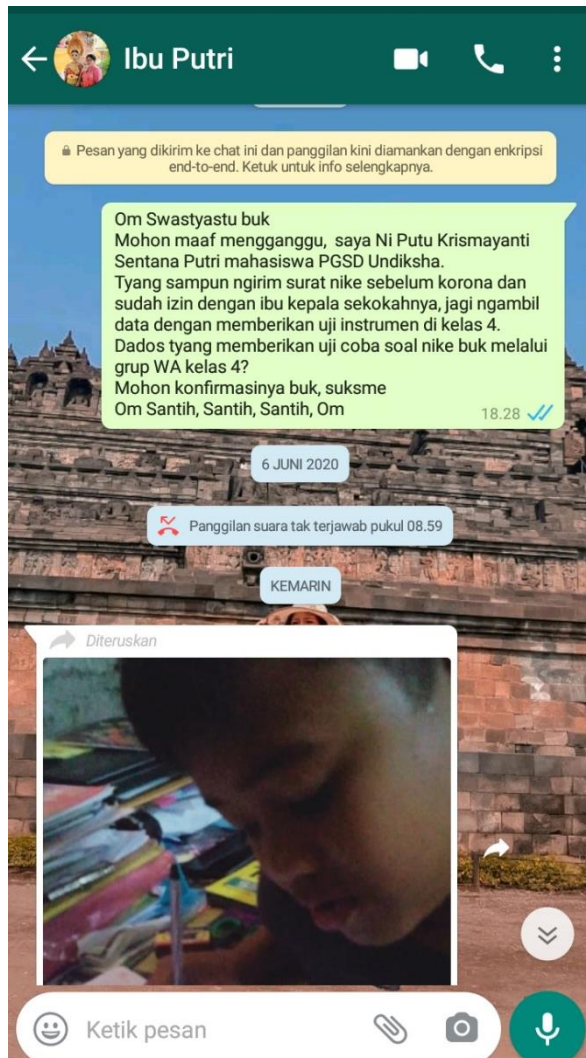 Ibu Putri
Pesan yang dikirim ke chat ini dan panggilan kini diamankan dengan enkripsi
end-to-end. Ketuk untuk info selengkapnya.
Om Swastyastu buk
Mohon maaf mengganggu, saya Ni Putu Krismayanti
Sentana Putri mahasiswa PGSD Undiksha.
Tyang sampun ngirim surat nike sebelum korona dan
sudah izin dengan ibu kepala sekokahnya, jagi ngambil
data dengan memberikan uji instrumen di kelas 4.
Dados tyang memberikan uji coba soal nike buk melalui
grup WA kelas 4?
Mohon konfirmasinya buk, suksme
Om Santih, Santih, Santih, Om
18.28
6 JUNI 2020
Panggilan suara tak terjawab pukul 08.59
KEMARIN
Diteruskan
Ketik pesan